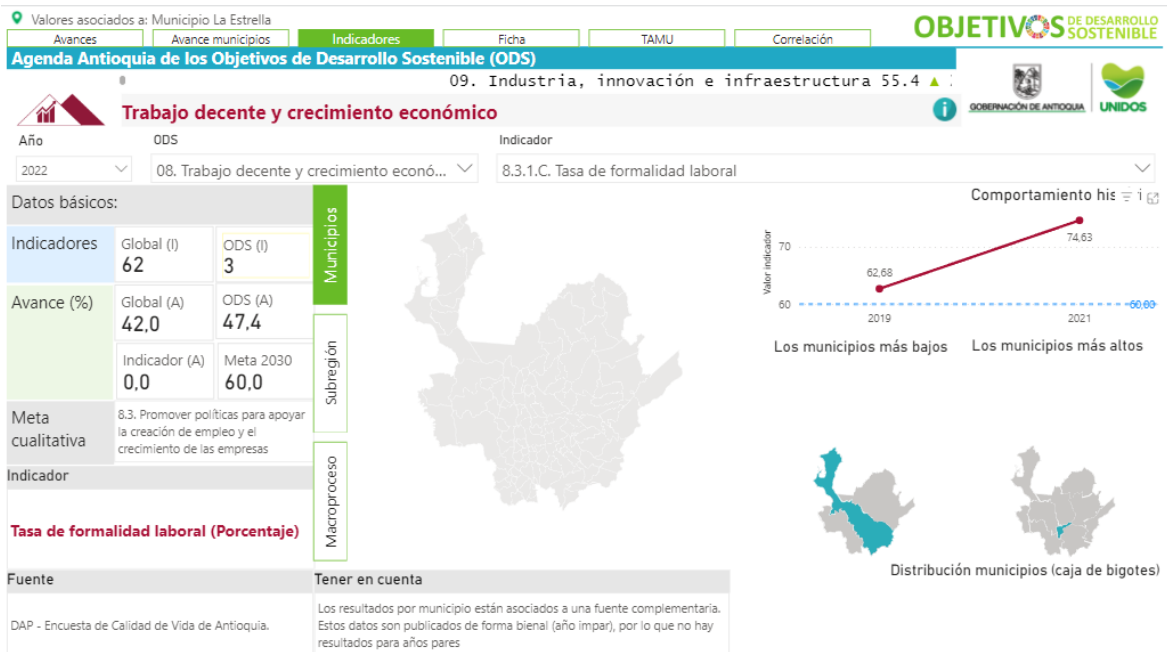 Valores asociados a: Municipio La Estrella
Avances
Avance municipios
Indicadores
Ficha
TAMU
Correlación
OBJETIVOS DE DESARROLLO
SOSTENIBLE
Agenda Antioquia de los Objetivos de Desarrollo Sostenible (ODS)
09. Industria, innovación e infraestructura 55.4 ▲
GOBERNACIÓN DE ANTIOQUIA
UNIDOS
Trabajo decente y crecimiento económico
i
Año
ODS
Indicador
2022
08. Trabajo decente y crecimiento econó...
8.3.1.C. Tasa de formalidad laboral
Datos básicos:
Indicadores
Global (I)
62
ODS (I)
3
Avance (%)
Global (A)
42,0
ODS (A)
47,4
Indicador (A)
0,0
Meta 2030
60,0
Meta
cualitativa
8.3. Promover políticas para apoyar
la creación de empleo y el
crecimiento de las empresas
Indicador
Tasa de formalidad laboral (Porcentaje)
Municipios
Subregión
Macroproceso
Comportamiento his
Valor indicador
70
60
62,68
74,63
60,00
2019
2021
Los municipios más bajos
Los municipios más altos
Distribución municipios (caja de bigotes)
Fuente
DAP - Encuesta de Calidad de Vida de Antioquia.
Tener en cuenta
Los resultados por municipio están asociados a una fuente complementaria.
Estos datos son publicados de forma bienal (año impar), por lo que no hay
resultados para años pares